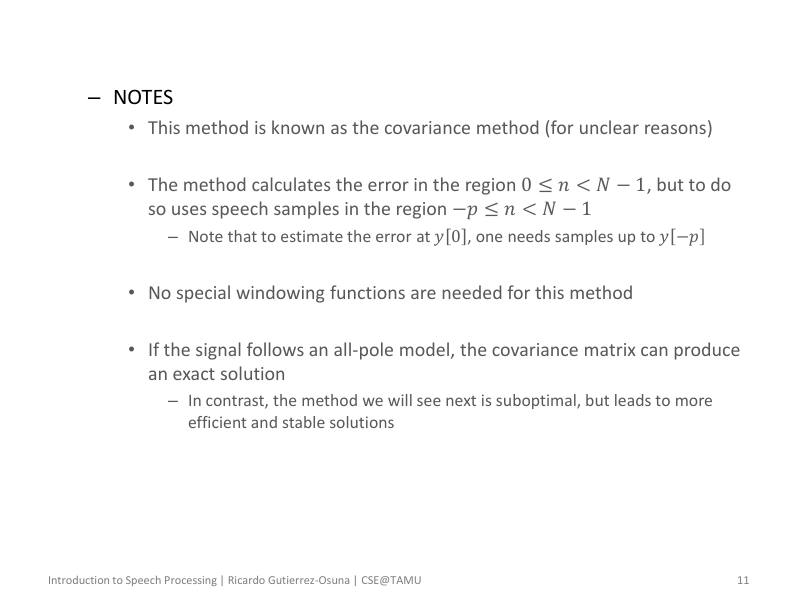 – NOTES
• This method is known as the covariance method (for unclear reasons)
• The method calculates the error in the region 0 ≤ n < N − 1, but to do
so uses speech samples in the region −p ≤ n < N − 1
– Note that to estimate the error at y[0], one needs samples up to y[−p]
• No special windowing functions are needed for this method
• If the signal follows an all-pole model, the covariance matrix can produce
an exact solution
– In contrast, the method we will see next is suboptimal, but leads to more
efficient and stable solutions
Introduction to Speech Processing | Ricardo Gutierrez-Osuna | CSE@TAMU 11